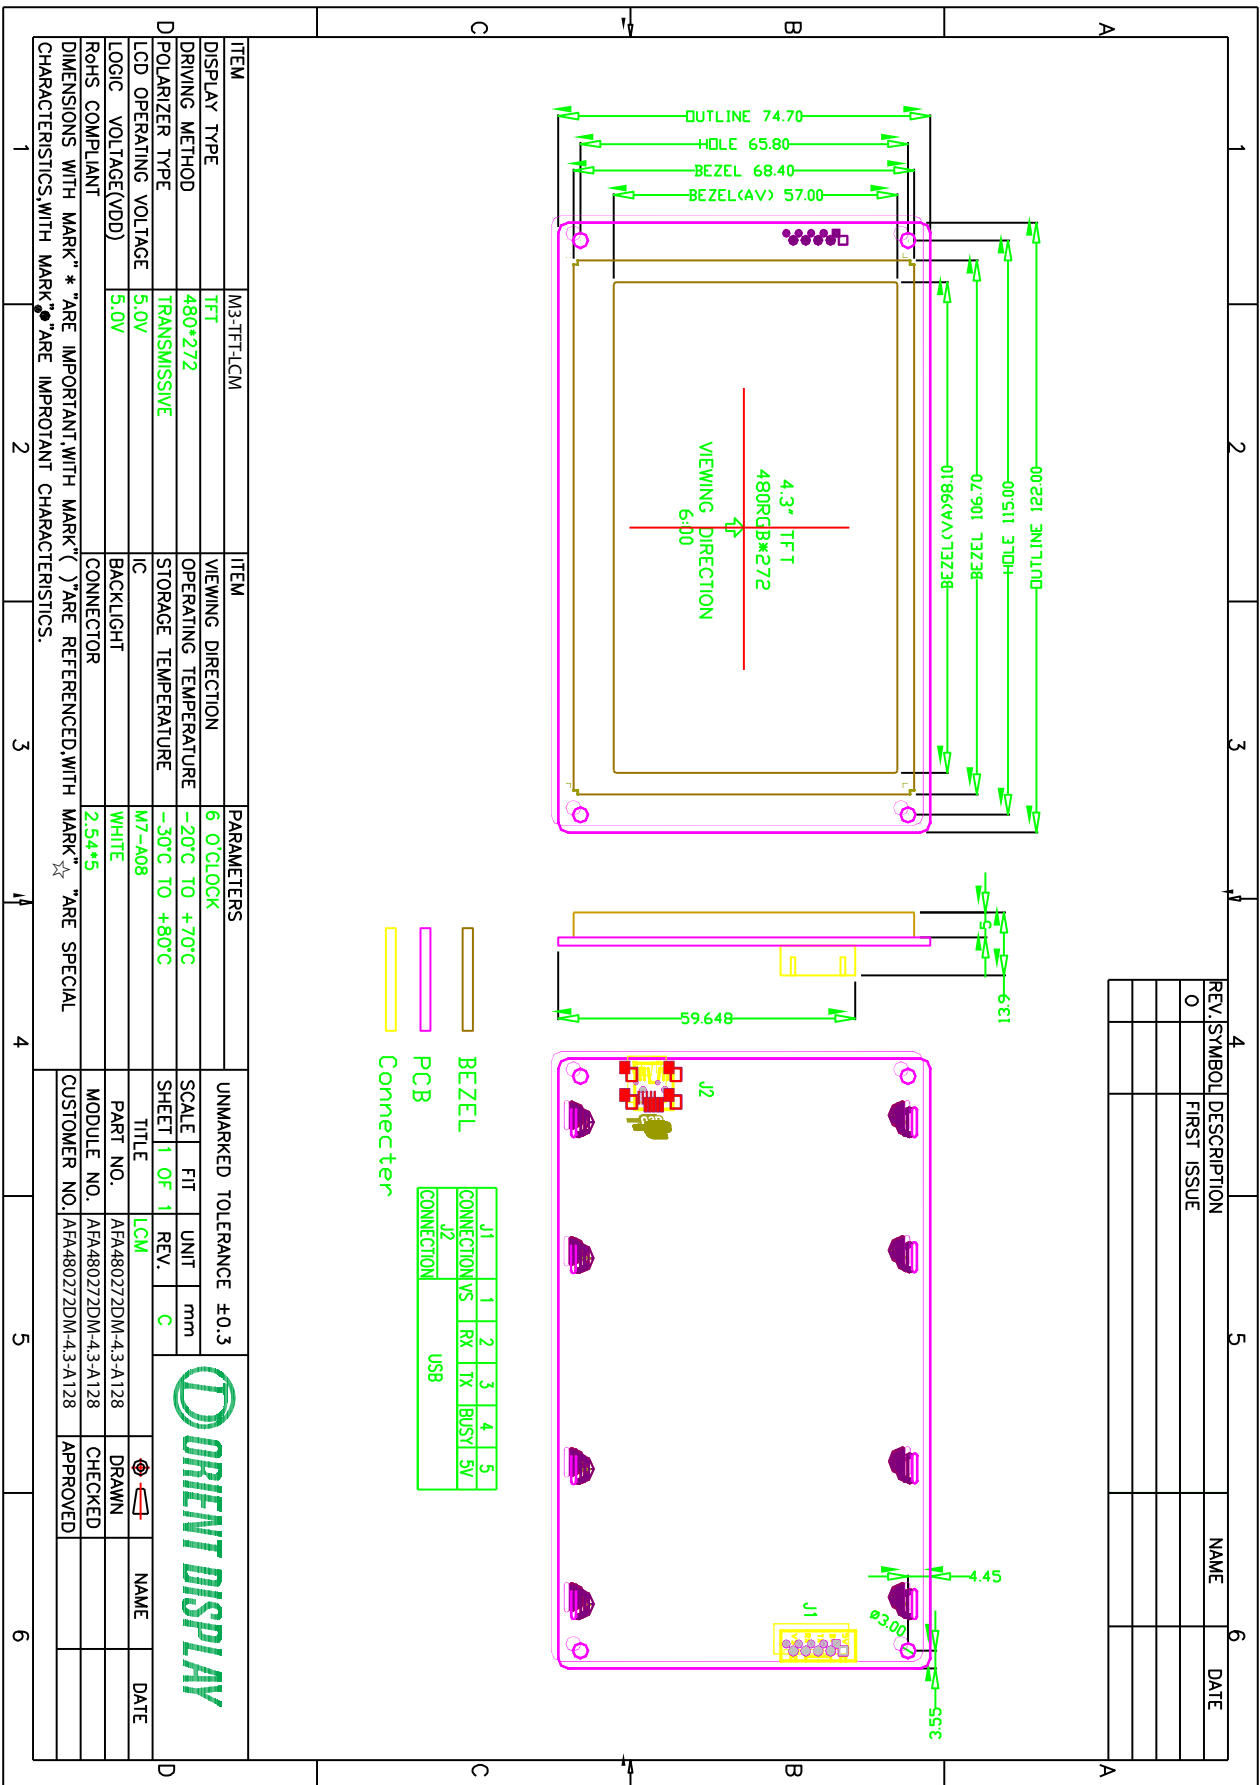 1 2 3 4 5 6
A
B
C
D
REV. SYMBOL DESCRIPTION NAME DATE
0 FIRST ISSUE
OUTLINE 122.00
HOLE 115.00
BEZEL 106.70
BEZEL(VA)98.10
OUTLINE 74.70
HOLE 65.80
BEZEL 68.40
BEZEL(AV) 57.00
4.3" TFT
480RGB*272
VIEWING DIRECTION
6:00
5
13.9
59.648
J2
J1
4.45
ø3.00
3.55
BEZEL
PCB
Connecter
J1 1 2 3 4 5
CONNECTION VS RX TX BUSY 5V
J2
CONNECTION USB
ITEM M3-TFT-LCM ITEM PARAMETERS
DISPLAY TYPE TFT VIEWING DIRECTION 6 O'CLOCK
DRIVING METHOD 480*272 OPERATING TEMPERATURE -20°C TO +70°C
POLARIZER TYPE TRANSMISSIVE STORAGE TEMPERATURE -30°C TO +80°C
LCD OPERATING VOLTAGE 5.0V IC M7-A08
LOGIC VOLTAGE(VDD) 5.0V BACKLIGHT WHITE
RoHS COMPLIANT CONNECTOR 2.54*5
DIMENSIONS WITH MARK" * "ARE IMPORTANT,WITH MARK"( )"ARE REFERENCED,WITH MARK" ☆ "ARE SPECIAL
CHARACTERISTICS,WITH MARK"●"ARE IMPROTANT CHARACTERISTICS.
UNMARKED TOLERANCE ±0.3
SCALE FIT UNIT mm
SHEET 1 OF 1 REV. C
ORIENT DISPLAY
TITLE LCM NAME DATE
PART NO. AFA480272DM-4.3-A128 DRAWN
MODULE NO. AFA480272DM-4.3-A128 CHECKED
CUSTOMER NO. AFA480272DM-4.3-A128 APPROVED
1 2 3 4 5 6
A
B
C
D